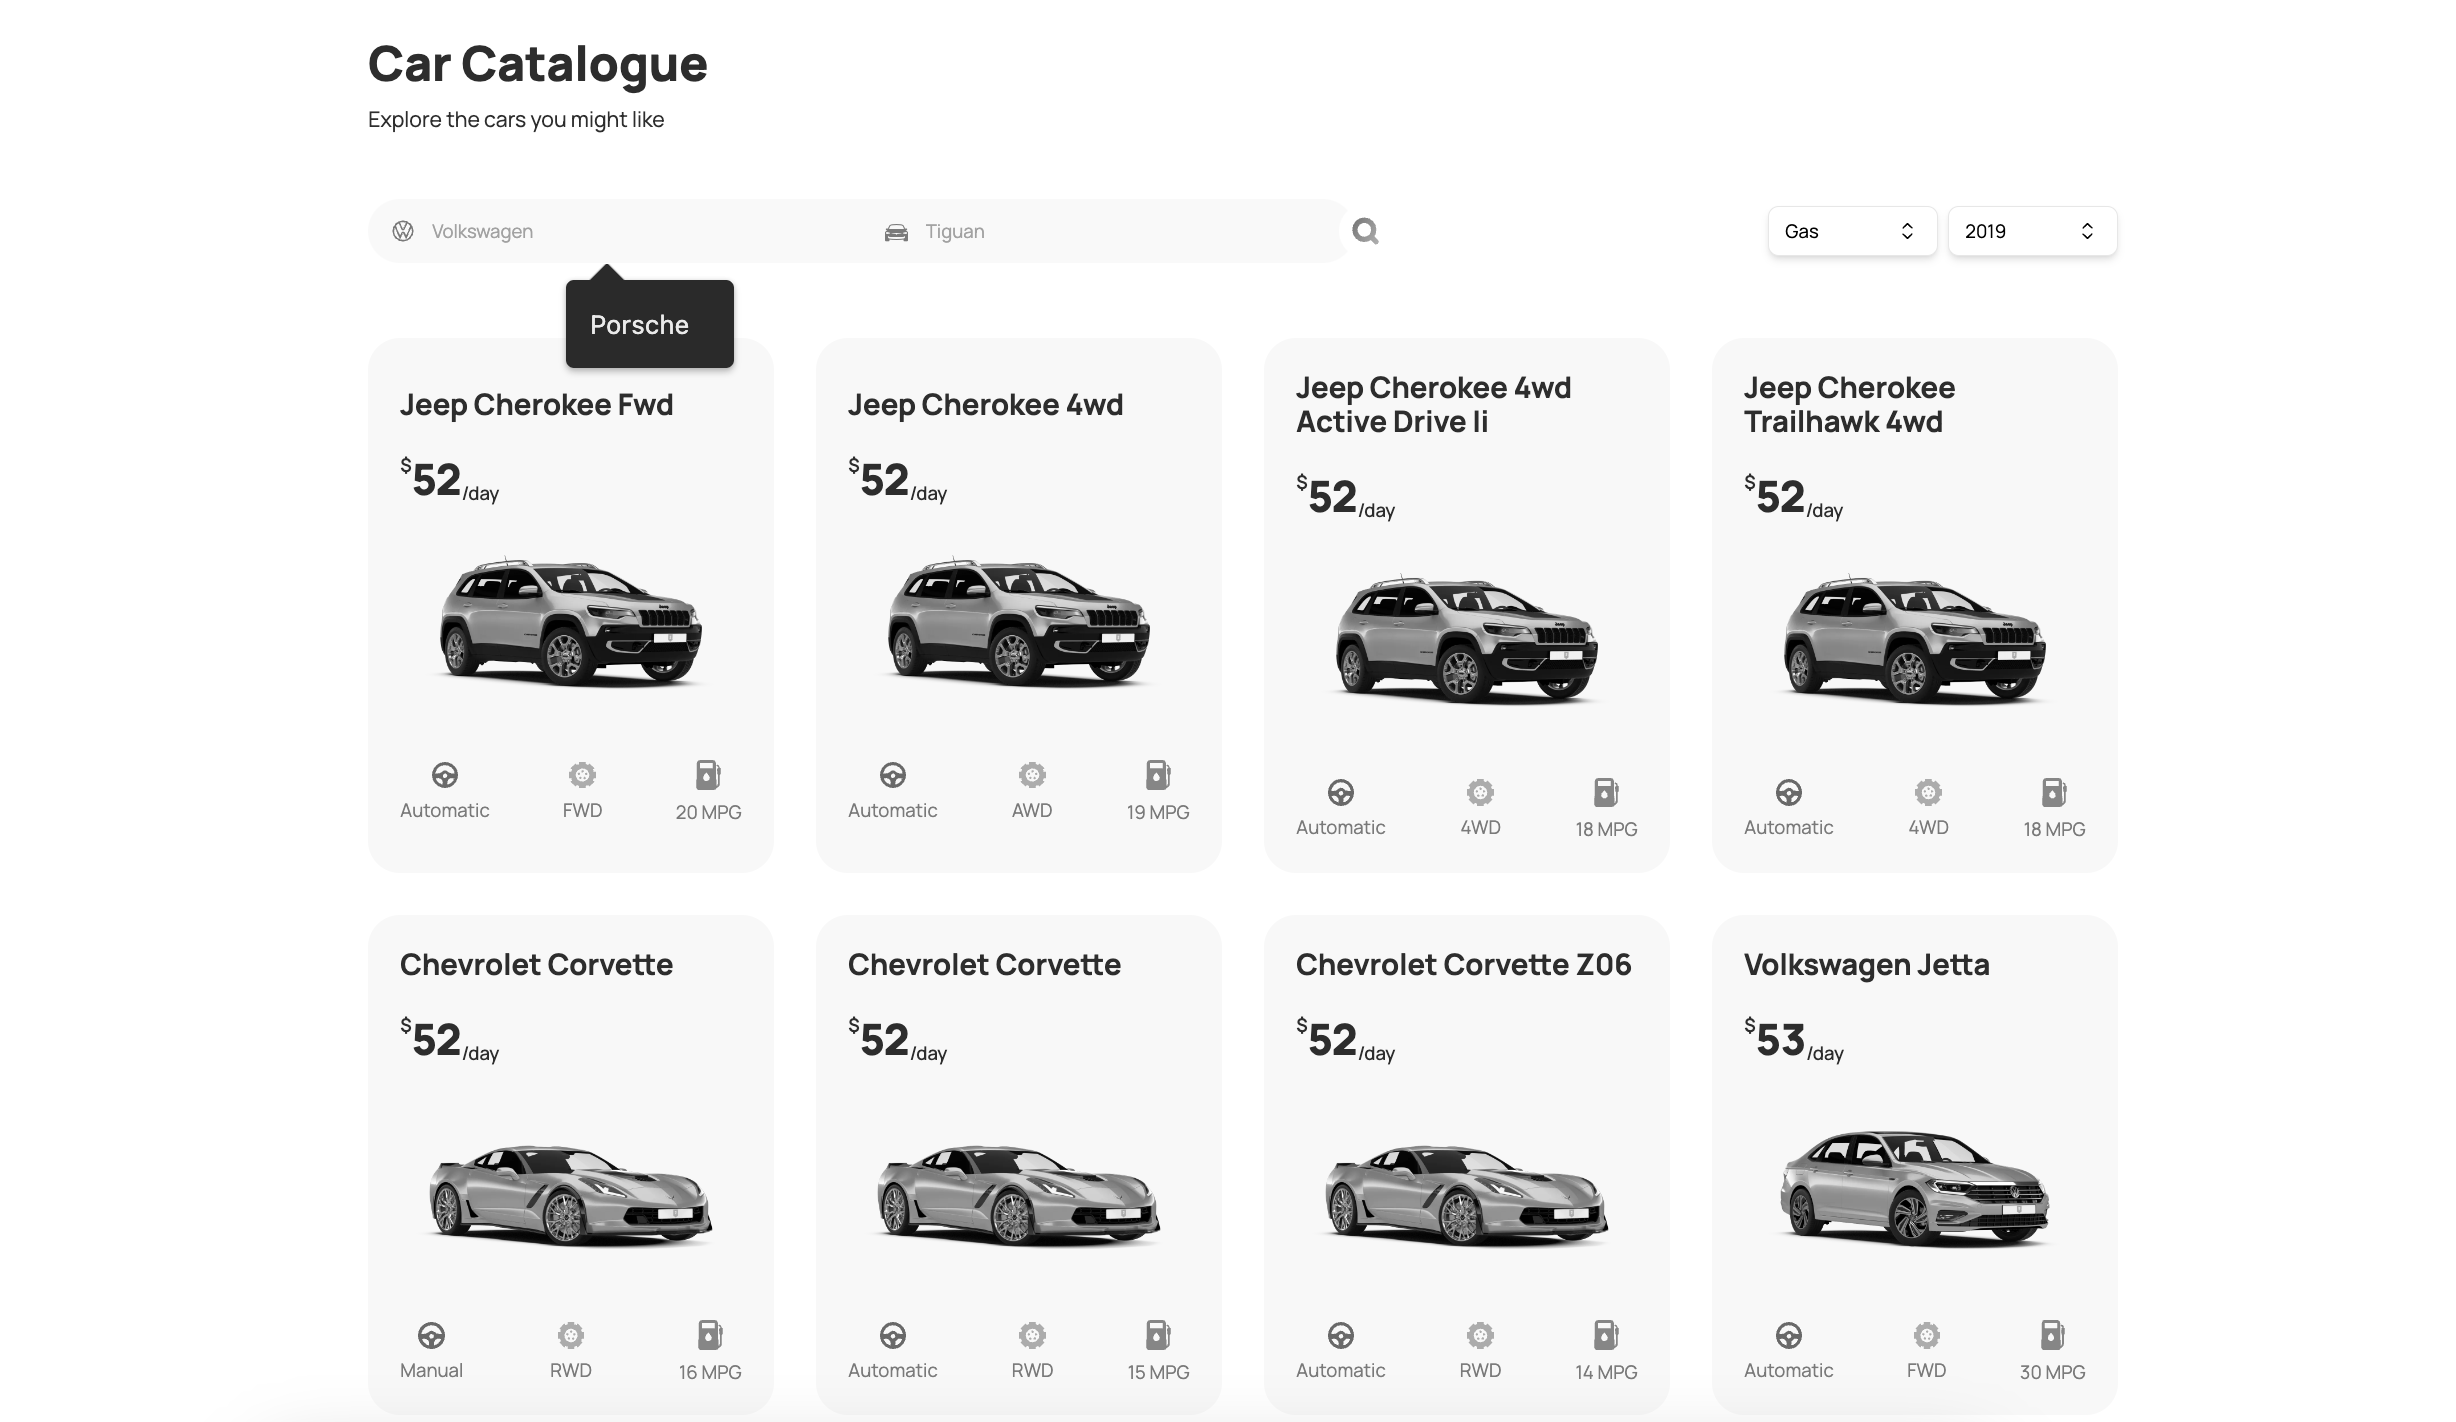 Car Catalogue
Explore the cars you might like
Volkswagen
Tiguan
Gas
2019
Porsche
Jeep Cherokee Fwd
$52/day
Automatic
FWD
20 MPG
Jeep Cherokee 4wd
$52/day
Automatic
AWD
19 MPG
Jeep Cherokee 4wd
Active Drive Ii
$52/day
Automatic
4WD
18 MPG
Jeep Cherokee
Trailhawk 4wd
$52/day
Automatic
4WD
18 MPG
Chevrolet Corvette
$52/day
Manual
RWD
16 MPG
Chevrolet Corvette
$52/day
Automatic
RWD
15 MPG
Chevrolet Corvette Z06
$52/day
Automatic
RWD
14 MPG
Volkswagen Jetta
$53/day
Automatic
FWD
30 MPG